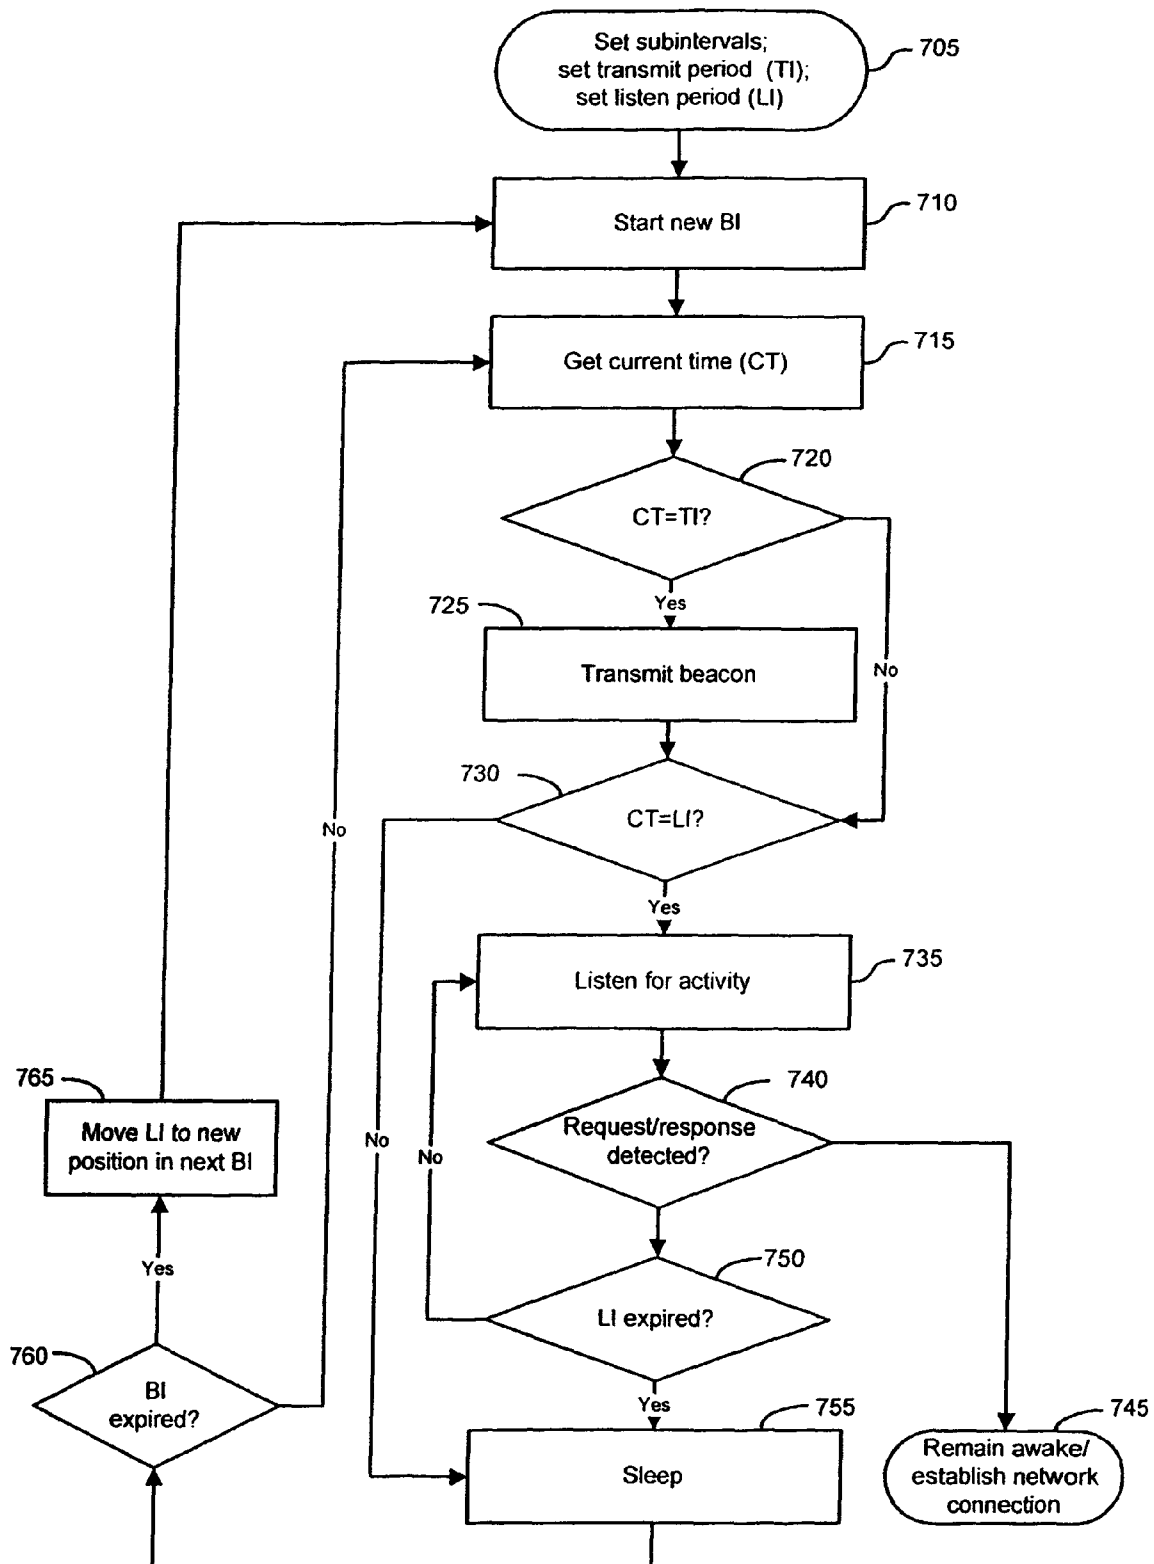 Set subintervals;
set transmit period (TI);
set listen period (LI)
705
Start new BI
710
Get current time (CT)
715
720
CT=TI?
Yes
725
Transmit beacon
No
730
CT=LI?
No
Yes
Listen for activity
735
765
Move LI to new
position in next BI
740
Request/response
detected?
No
No
Yes
750
LI expired?
760
BI
expired?
Yes
755
Sleep
745
Remain awake/
establish network
connection